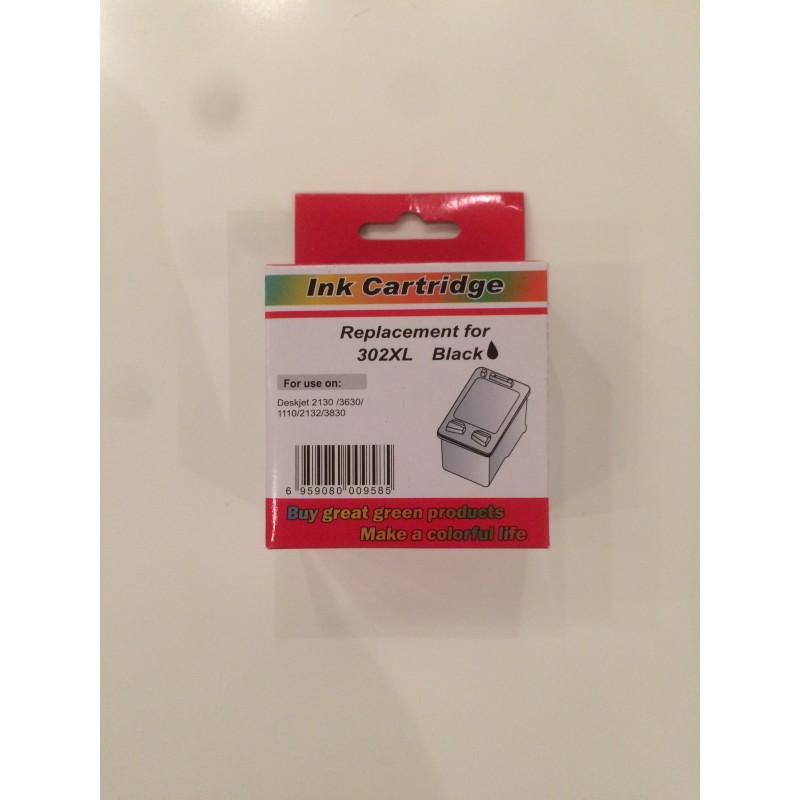 Ink Cartridge
Replacement for
302XL Black
For use on:
Deskjet 2130 /3630/
1110/2132/3830
6 959080 009585
Buy great green products
Make a colorful life